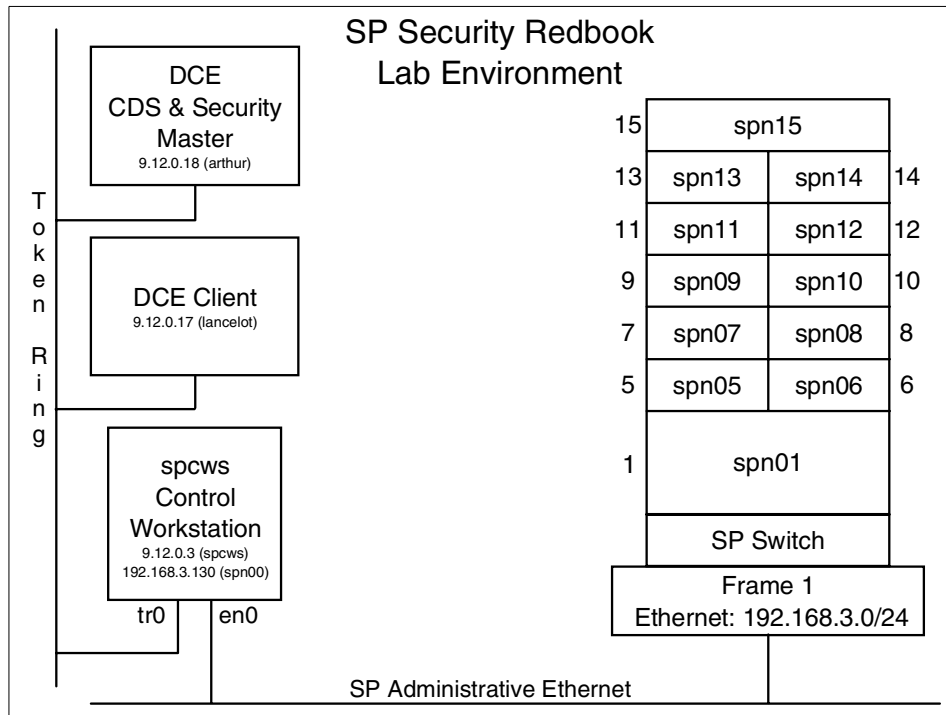 SP Security Redbook
Lab Environment
Token Ring
DCE
CDS & Security
Master
9.12.0.18 (arthur)
DCE Client
9.12.0.17 (lancelot)
spcws
Control
Workstation
9.12.0.3 (spcws)
192.168.3.130 (spn00)
tr0 en0
15 spn15
13 spn13 spn14 14
11 spn11 spn12 12
9 spn09 spn10 10
7 spn07 spn08 8
5 spn05 spn06 6
1 spn01
SP Switch
Frame 1
Ethernet: 192.168.3.0/24
SP Administrative Ethernet